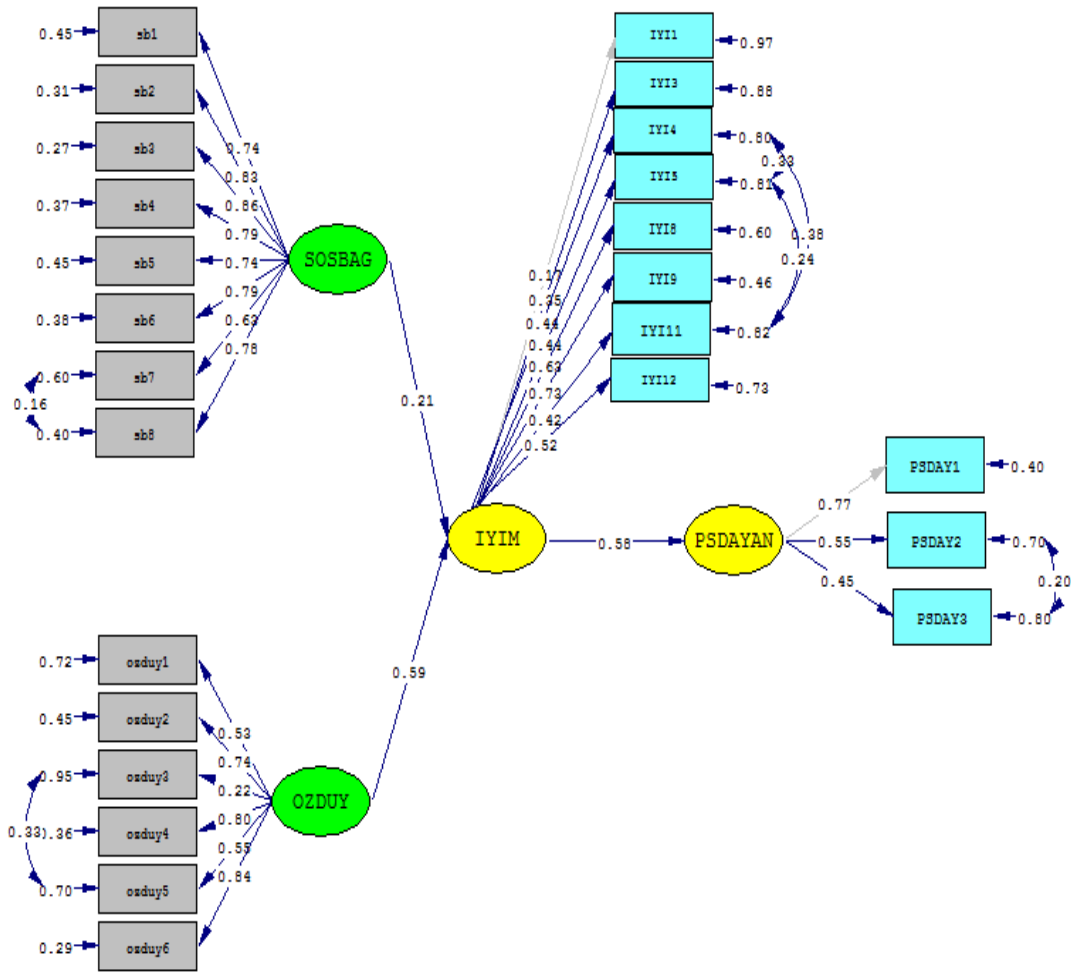 0.45 sb1
0.31 sb2
0.27 sb3
0.37 sb4
0.45 sb5
0.38 sb6
0.60 sb7
0.16
0.40 sb8
0.74
0.83
0.86
0.79
0.74
0.79
0.63
0.78
SOSBAG
0.21
IYI1 0.97
IYI3 0.88
IYI4 0.80
0.33
IYI5 0.81
0.38
IYI8 0.60
0.24
IYI9 0.46
IYI11 0.82
IYI12 0.73
0.17
0.35
0.44
0.44
0.63
0.73
0.42
0.52
IYIM
0.58
PSDAYAN
0.77
0.55
0.45
PSDAY1 0.40
PSDAY2 0.70
0.20
PSDAY3 0.80
0.59
0.72 ozduy1
0.45 ozduy2
0.95 ozduy3
0.33 0.36 ozduy4
0.70 ozduy5
0.29 ozduy6
0.53
0.74
0.22
0.80
0.55
0.84
OZDUY